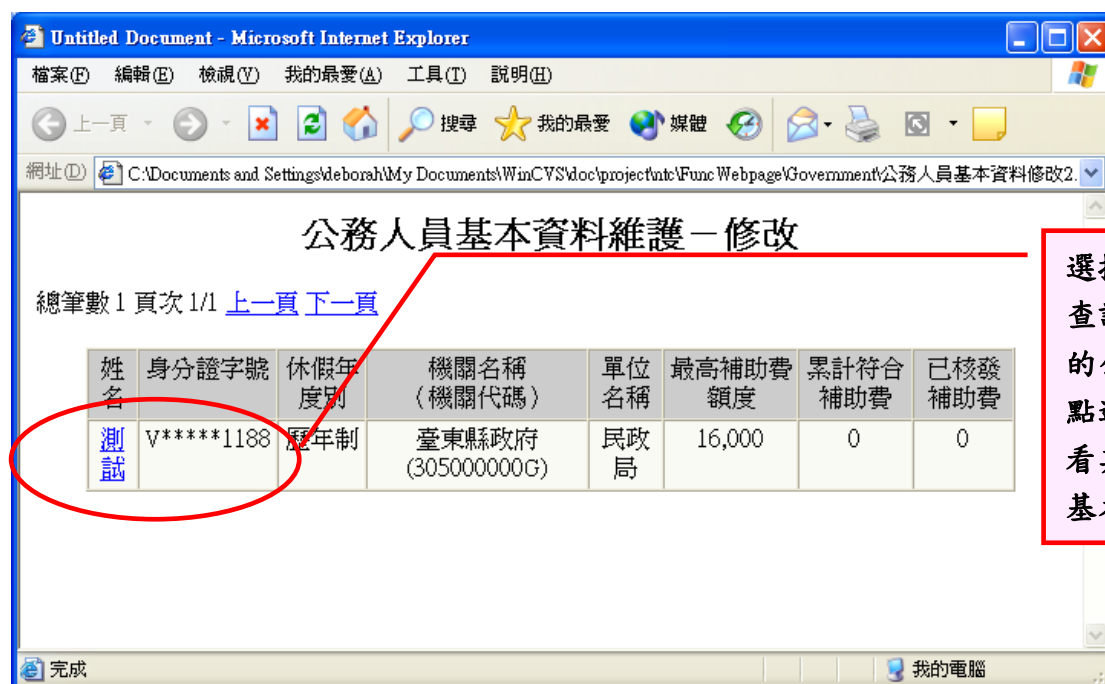 Untitled Document - Microsoft Internet Explorer
檔案(F) 編輯(E) 檢視(V) 我的最愛(A) 工具(T) 說明(H)
上一頁 搜尋 我的最愛 媒體
網址(D) C:\Documents and Settings\deborah\My Documents\WinCVS\doc\project\ntc\Func Webpage\Government\公務人員基本資料修改2.
公務人員基本資料維護－修改
總筆數 1 頁次 1/1 上一頁 下一頁
姓名 身分證字號 休假年度別 機關名稱（機關代碼） 單位名稱 最高補助費額度 累計符合補助費 已核發補助費
測試 V*****1188 歷年制 臺東縣政府(305000000G) 民政局 16,000 0 0
選
查
的
點
看
基
完成 我的電腦